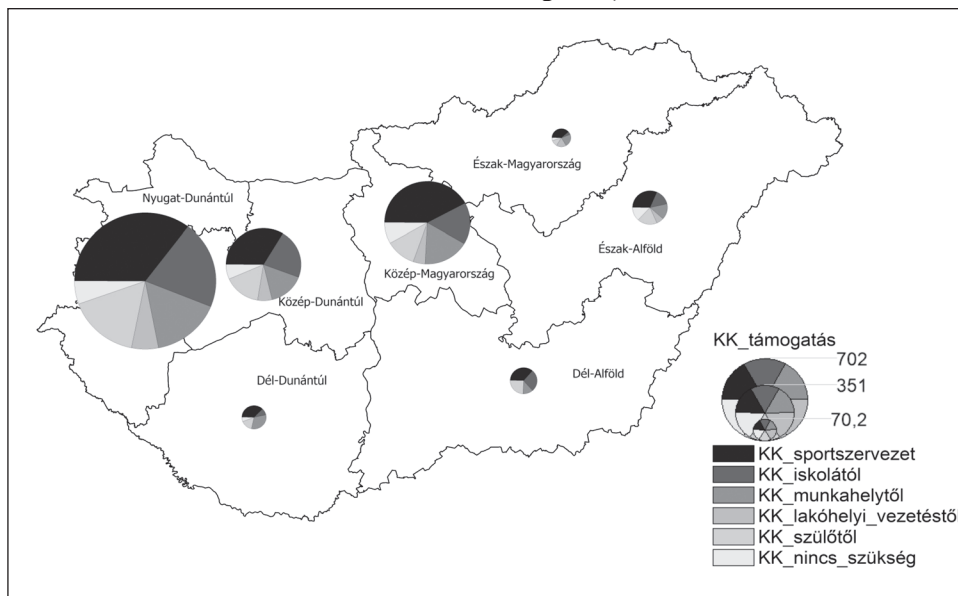 Észak-Magyarország
Nyugat-Dunántúl
Észak-Alföld
Közép-Magyarország
Közép-Dunántúl
Dél-Dunántúl
Dél-Alföld
KK_támogatás
702
351
70,2
KK_sportszervezet
KK_iskolától
KK_munkahelytől
KK_lakóhelyi_vezetéstől
KK_szülőtől
KK_nincs_szükség